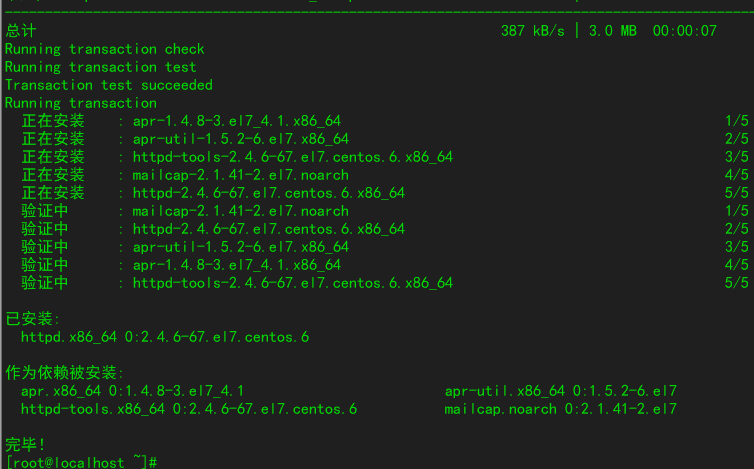 总计 387 kB/s | 3.0 MB 00:00:07
Running transaction check
Running transaction test
Transaction test succeeded
Running transaction
正在安装 : apr-1.4.8-3.el7_4.1.x86_64 1/5
正在安装 : apr-util-1.5.2-6.el7.x86_64 2/5
正在安装 : httpd-tools-2.4.6-67.el7.centos.6.x86_64 3/5
正在安装 : mailcap-2.1.41-2.el7.noarch 4/5
正在安装 : httpd-2.4.6-67.el7.centos.6.x86_64 5/5
验证中 : mailcap-2.1.41-2.el7.noarch 1/5
验证中 : httpd-2.4.6-67.el7.centos.6.x86_64 2/5
验证中 : apr-util-1.5.2-6.el7.x86_64 3/5
验证中 : apr-1.4.8-3.el7_4.1.x86_64 4/5
验证中 : httpd-tools-2.4.6-67.el7.centos.6.x86_64 5/5
已安装:
httpd.x86_64 0:2.4.6-67.el7.centos.6
作为依赖被安装:
apr.x86_64 0:1.4.8-3.el7_4.1 apr-util.x86_64 0:1.5.2-6.el7
httpd-tools.x86_64 0:2.4.6-67.el7.centos.6 mailcap.noarch 0:2.1.41-2.el7
完毕!
[root@localhost ~]#